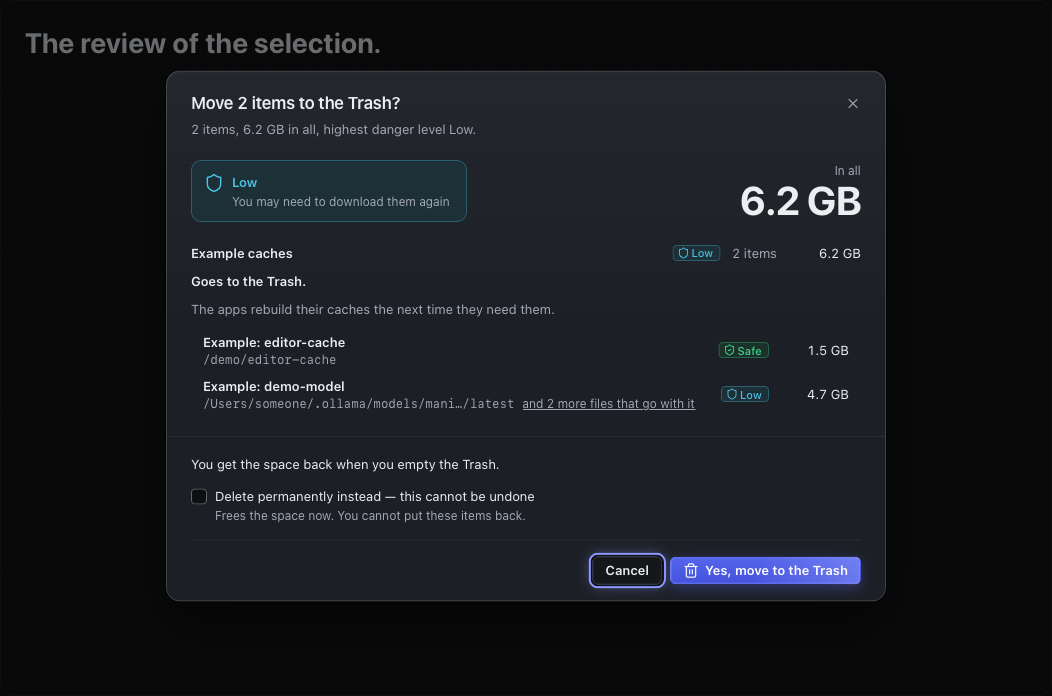 The review of the selection.
Move 2 items to the Trash?
2 items, 6.2 GB in all, highest danger level Low.
Low
You may need to download them again
In all
6.2 GB
Example caches Low 2 items 6.2 GB
Goes to the Trash.
The apps rebuild their caches the next time they need them.
Example: editor-cache
/demo/editor-cache
Safe 1.5 GB
Example: demo-model
/Users/someone/.ollama/models/mani…/latest and 2 more files that go with it
Low 4.7 GB
You get the space back when you empty the Trash.
Delete permanently instead — this cannot be undone
Frees the space now. You cannot put these items back.
Cancel Yes, move to the Trash